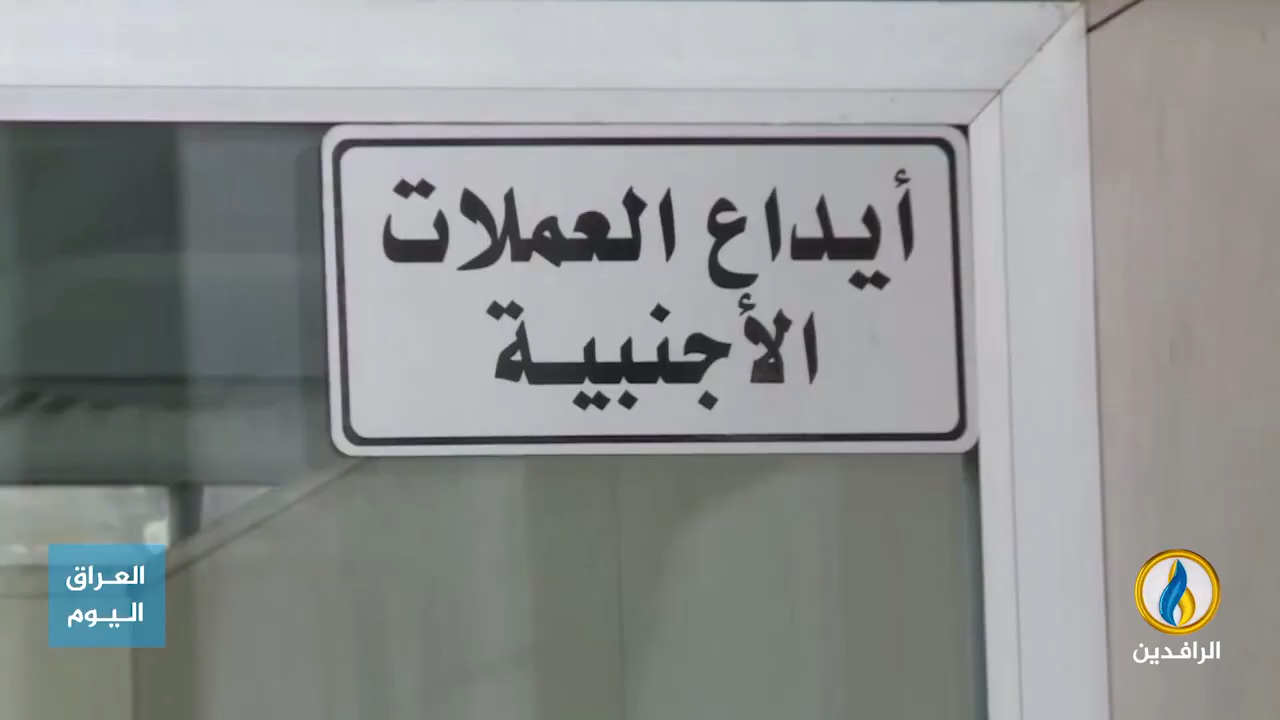 أيداع العملات
الأجنبية
العراق
اليوم
الرافدين